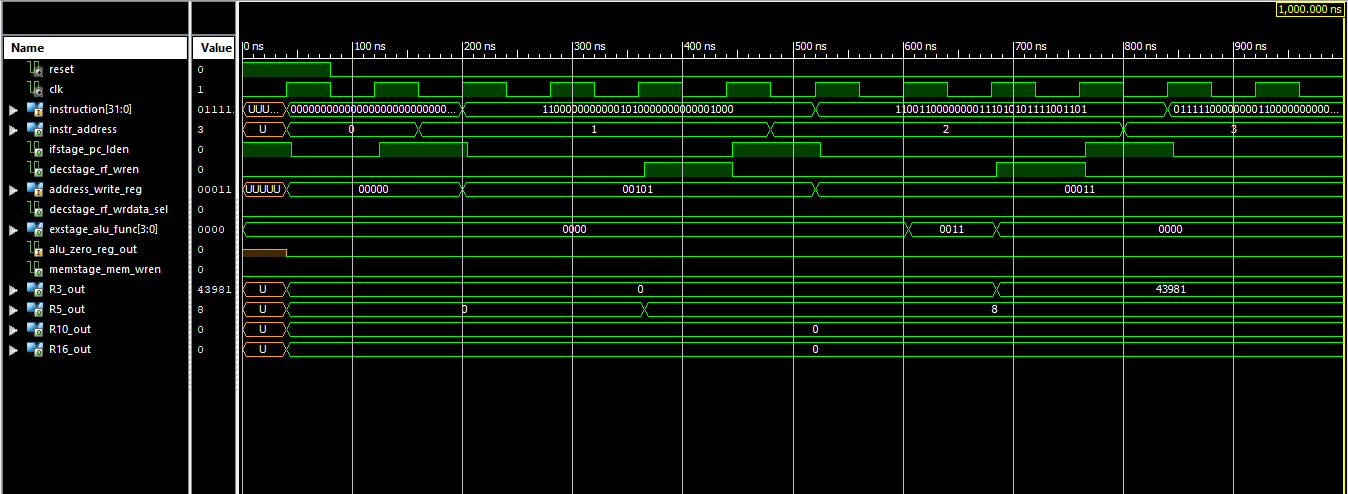 1,000.000 ns
Name Value 0 ns 100 ns 200 ns 300 ns 400 ns 500 ns 600 ns 700 ns 800 ns 900 ns
reset 0
clk 1
instruction[31:0] 01111. UUU... 00000000000000000000000000... 11000000000001010000000000001000 11001100000000111010101111001101 01111100000000110000000000...
instr_address 3 U 0 1 2 3
ifstage_pc_lden 0
decstage_rf_wren 0
address_write_reg 00011 UUUUU 00000 00101 00011
decstage_rf_wrdata_sel 0
exstage_alu_func[3:0] 0000 0000 0011 0000
alu_zero_reg_out 0
memstage_mem_wren 0
R3_out 43981 U 0 43981
R5_out 8 U 0 8
R10_out 0 U 0
R16_out 0 U 0